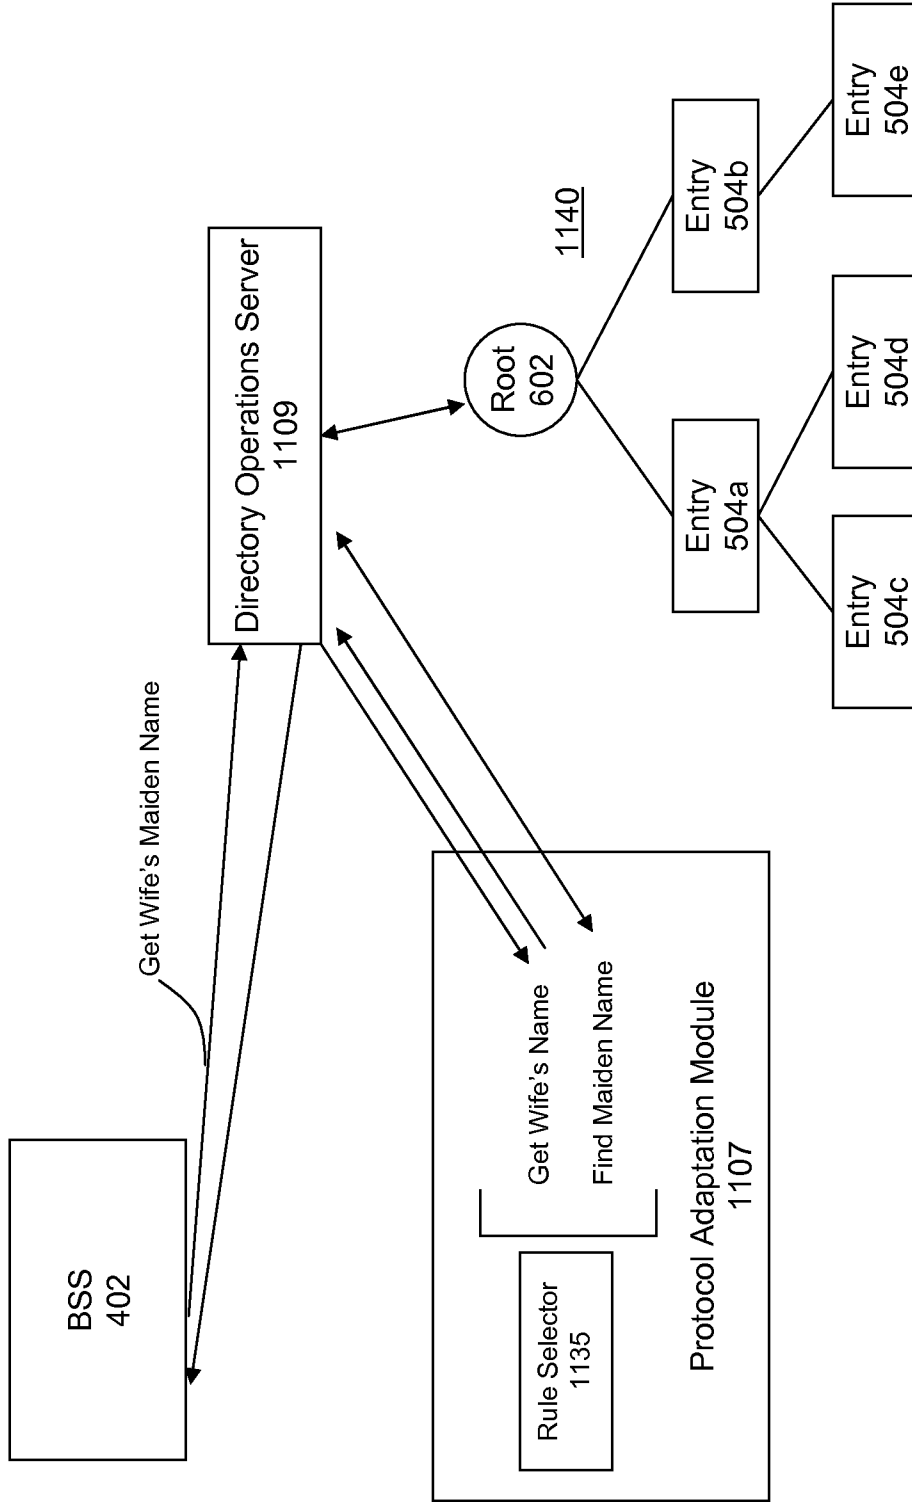 BSS
402
Get Wife's Maiden Name
Directory Operations Server
1109
Rule Selector
1135
Get Wife's Name
Find Maiden Name
Protocol Adaptation Module
1107
Root
602
1140
Entry
504a
Entry
504b
Entry
504c
Entry
504d
Entry
504e